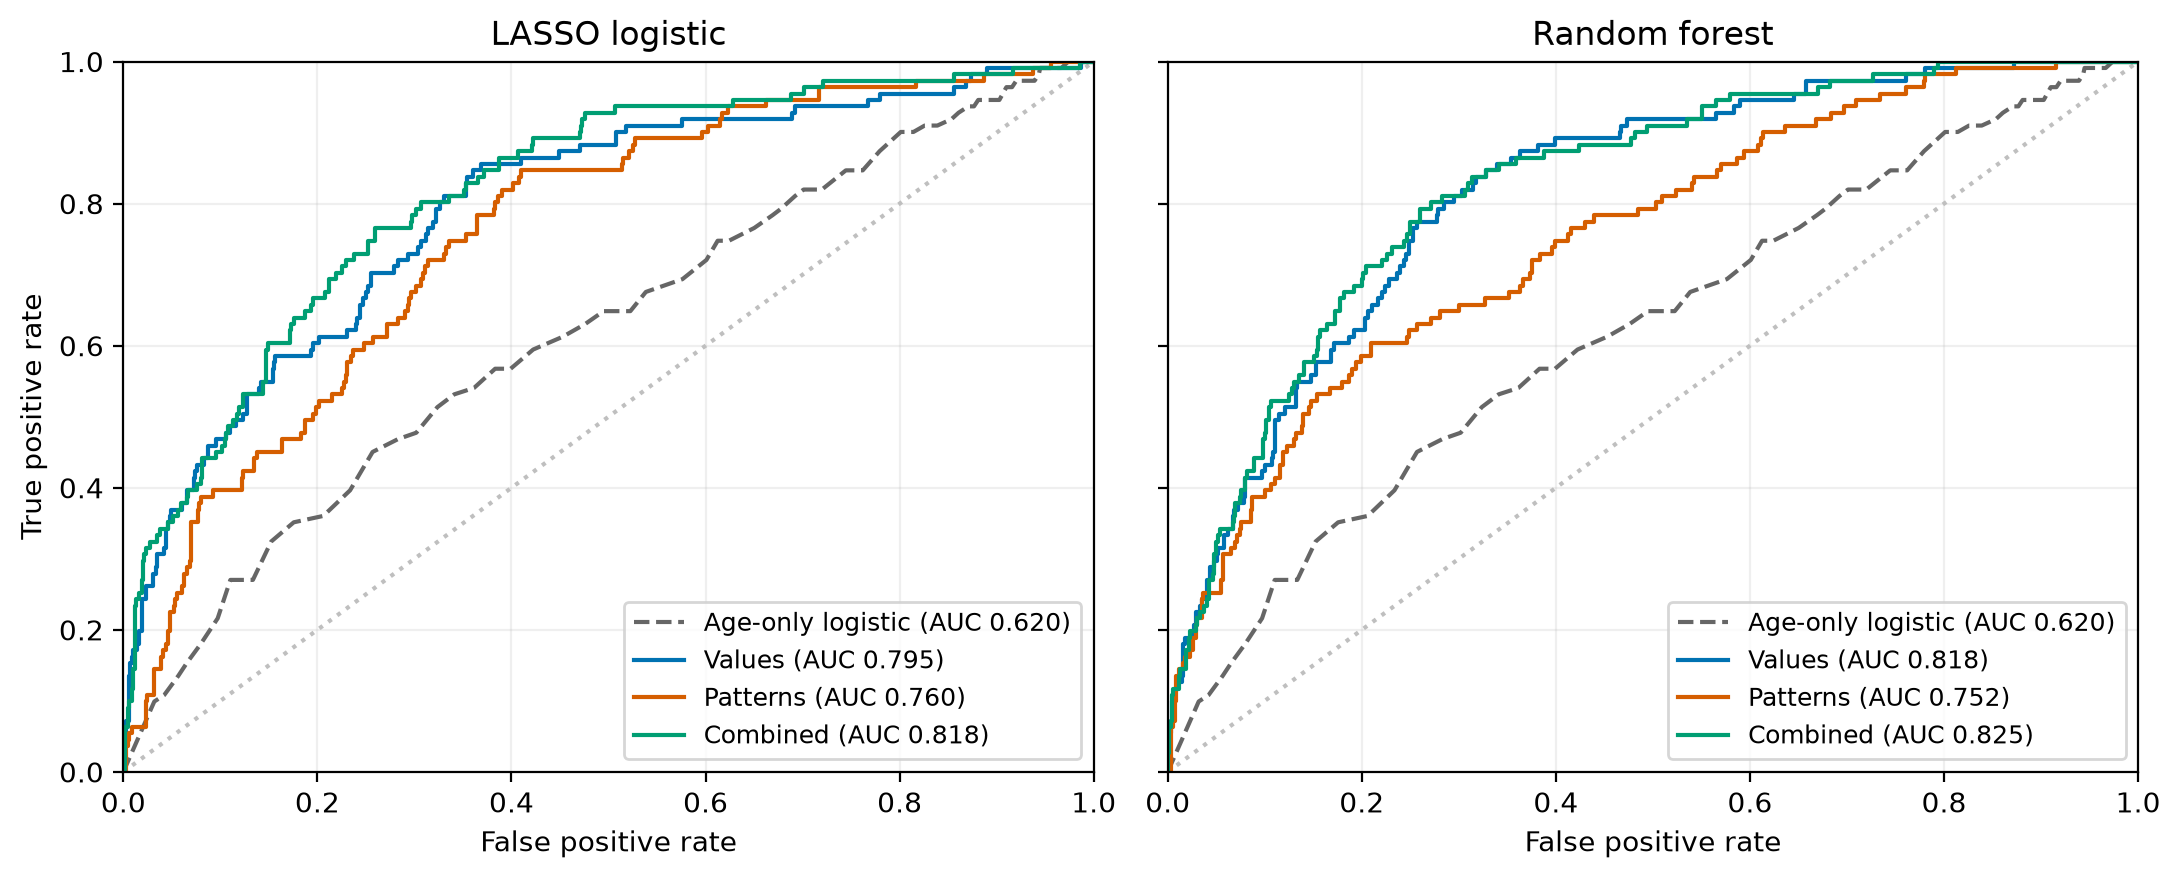 LASSO logistic
Random forest
True positive rate
1.0
0.8
0.6
0.4
0.2
0.0
Age-only logistic (AUC 0.620)
Values (AUC 0.795)
Patterns (AUC 0.760)
Combined (AUC 0.818)
0.0 0.2 0.4 0.6 0.8 1.0
False positive rate
Age-only logistic (AUC 0.620)
Values (AUC 0.818)
Patterns (AUC 0.752)
Combined (AUC 0.825)
0.0 0.2 0.4 0.6 0.8 1.0
False positive rate